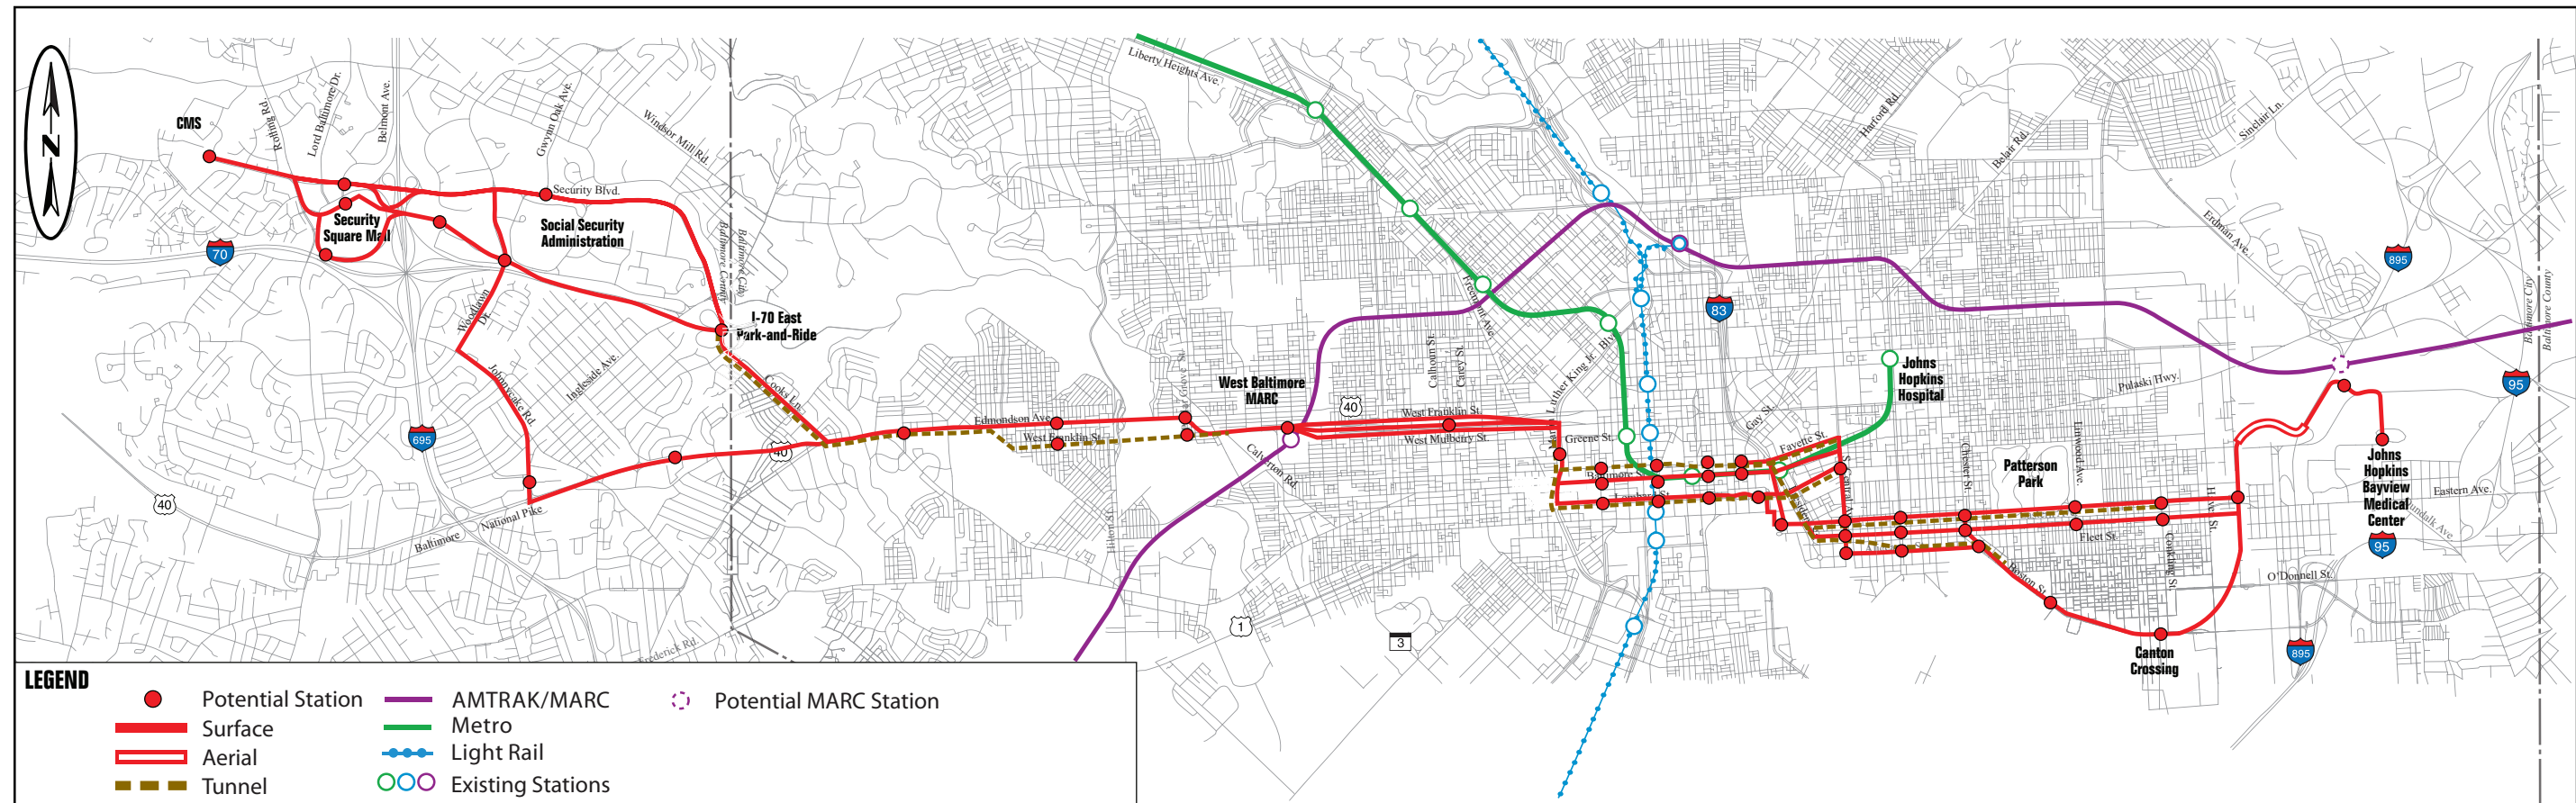 N
CMS
Rolling Rd.
Lord Baltimore Dr.
Belmont Ave.
Gwynn Oak Ave.
Windsor Mill Rd.
Security Blvd.
Security
Square Mall
Social Security
Administration
70
Woodlawn
Dr.
Johnnycake Rd.
Ingleside Ave.
695
40
Baltimore
National Pike
Baltimore County
Baltimore City
I-70 East
Park-and-Ride
Cooks Ln.
40
Frederick Rd.
Edmondson Ave.
West Franklin St.
Hilton St.
Calverton Rd.
West Baltimore
MARC
Liberty Heights Ave.
Fremont Ave.
Calhoun St.
Carey St.
40
West Franklin St.
West Mulberry St.
Luther King Jr. Blvd.
Greene St.
Baltimore St.
Lombard St.
1
3
83
Gay St.
Fayette St.
Harford Rd.
Belair Rd.
Sinclair Ln.
Erdman Ave.
Johns
Hopkins
Hospital
S Central Ave.
Chester St.
Patterson
Park
Linwood Ave.
Pulaski Hwy.
Fleet St.
Boston St.
Eastern Ave.
Dundalk Ave.
O'Donnell St.
Canton
Crossing
Johns
Hopkins
Bayview
Medical
Center
95
895
895
95
Baltimore City
Baltimore County
LEGEND
Potential Station
Surface
Aerial
Tunnel
AMTRAK/MARC
Metro
Light Rail
Existing Stations
Potential MARC Station